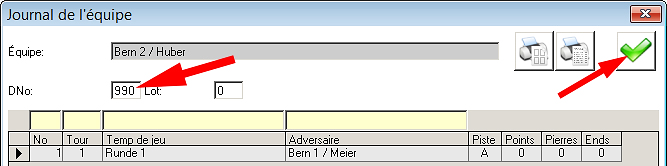 Journal de l'équipe
Équipe: Bern 2 / Huber
DNo: 990 Lot: 0
No Tour Temp de jeu Adversaire Piste Points Pierres Ends
1 1 Runde 1 Bern 1 / Meier A 0 0 0